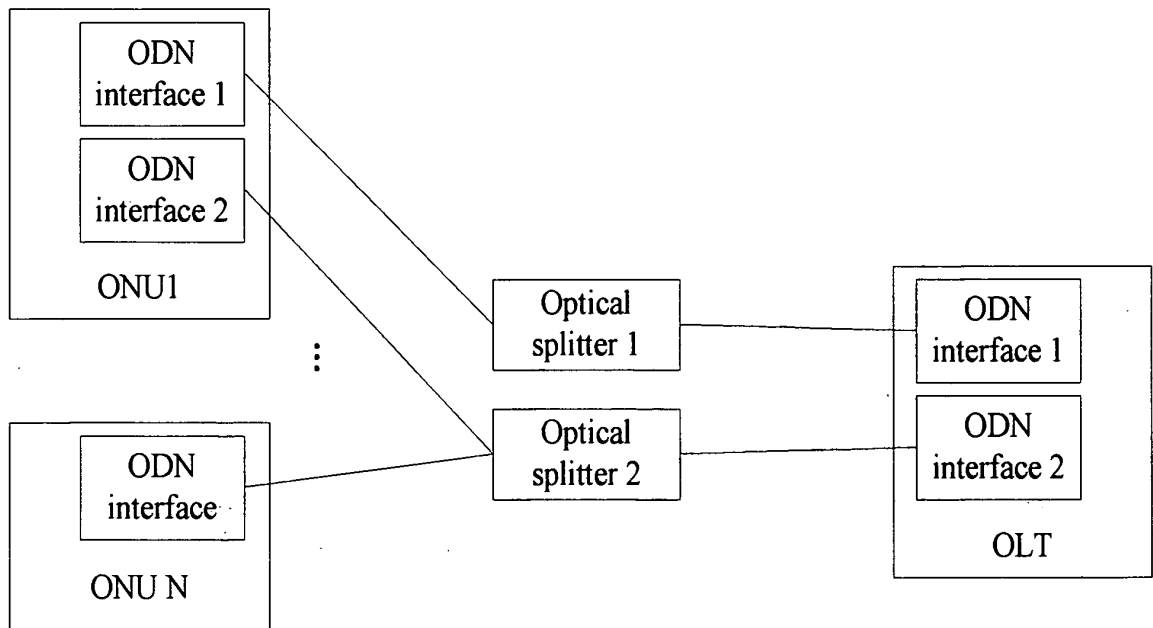 ODN
interface 1
ODN
interface 2
ONU1
Optical
splitter 1
ODN
interface 1
Optical
splitter 2
ODN
interface 2
OLT
ODN
interface
ONU N